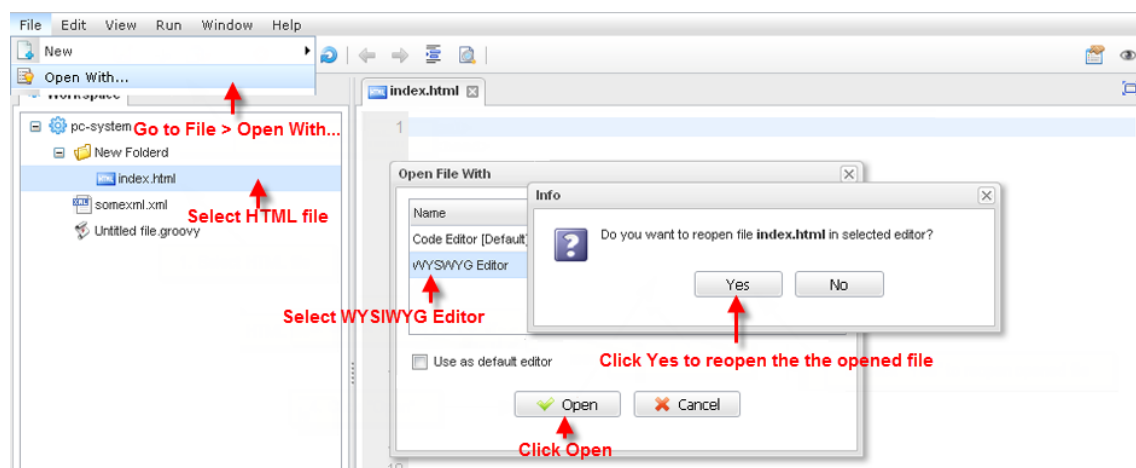 File Edit View Run Window Help
New
Open With...
Workspace
index.html
Go to File > Open With...
1
pc-system
New Folderd
index.html
Select HTML file
somexml.xml
Untitled file.groovy
Open File With
Name
Code Editor [Default]
WYSWYG Editor
Select WYSIWYG Editor
Info
Do you want to reopen file index.html in selected editor?
Yes No
Click Yes to reopen the the opened file
Use as default editor
Open Cancel
Click Open